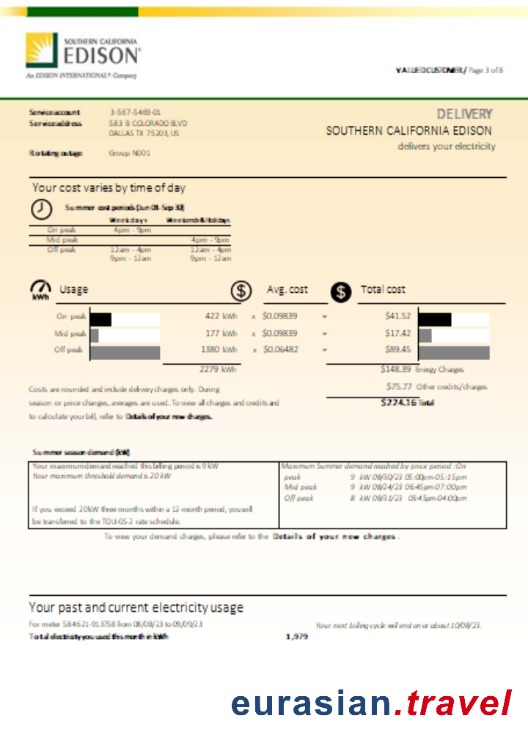 SOUTHERN CALIFORNIA
EDISON®
An EDISON INTERNATIONAL® Company
VALUED CUSTOMER / Page 3 of 8
Service account 3-567-5469-01
Service address 583 B COLORADO BLVD
DALLAS TX 75203, US
Rotating outage Group N001
DELIVERY
SOUTHERN CALIFORNIA EDISON
delivers your electricity
Your cost varies by time of day
Summer cost periods (Jun 01-Sep 30)
Weekdays Weekends & Holidays
On peak 4pm - 9pm
Mid peak 4pm - 9pm
Off peak 12am - 4pm 12am - 4pm
9pm - 12am 9pm - 12am
kWh Usage $ Avg. cost $ Total cost
On peak 422 kWh x $0.09839 = $41.52
Mid peak 177 kWh x $0.09839 $17.42
Off peak 1380 kWh x $0.06482 = $89.45
2279 kWh $148.39 Energy Charges
$75.77 Other credits/charges
$224.16 Total
Costs are rounded and include delivery charges only. During
season or price changes, averages are used. To view all charges and credits and
to calculate your bill, refer to Details of your new charges.
Summer season demand (kW)
Your maximum demand reached this billing period is 9 kW
Your maximum threshold demand is 20 kW
If you exceed 20kW three months within a 12-month period, you will
be transferred to the TOU-GS-2 rate schedule.
Maximum Summer demand reached by price period :On
peak 9 kW 08/30/23 05:00pm-05:15pm
Mid peak 9 kW 08/24/23 06:45pm-07:00pm
Off peak 8 kW 08/31/23 03:45pm-04:00pm
To view your demand charges, please refer to the Details of your new charges.
Your past and current electricity usage
For meter 584621-013758 from 08/08/23 to 09/09/23
Your next billing cycle will end on or about 10/08/23.
Total electricity you used this month in kWh 1,979
eurasian.travel